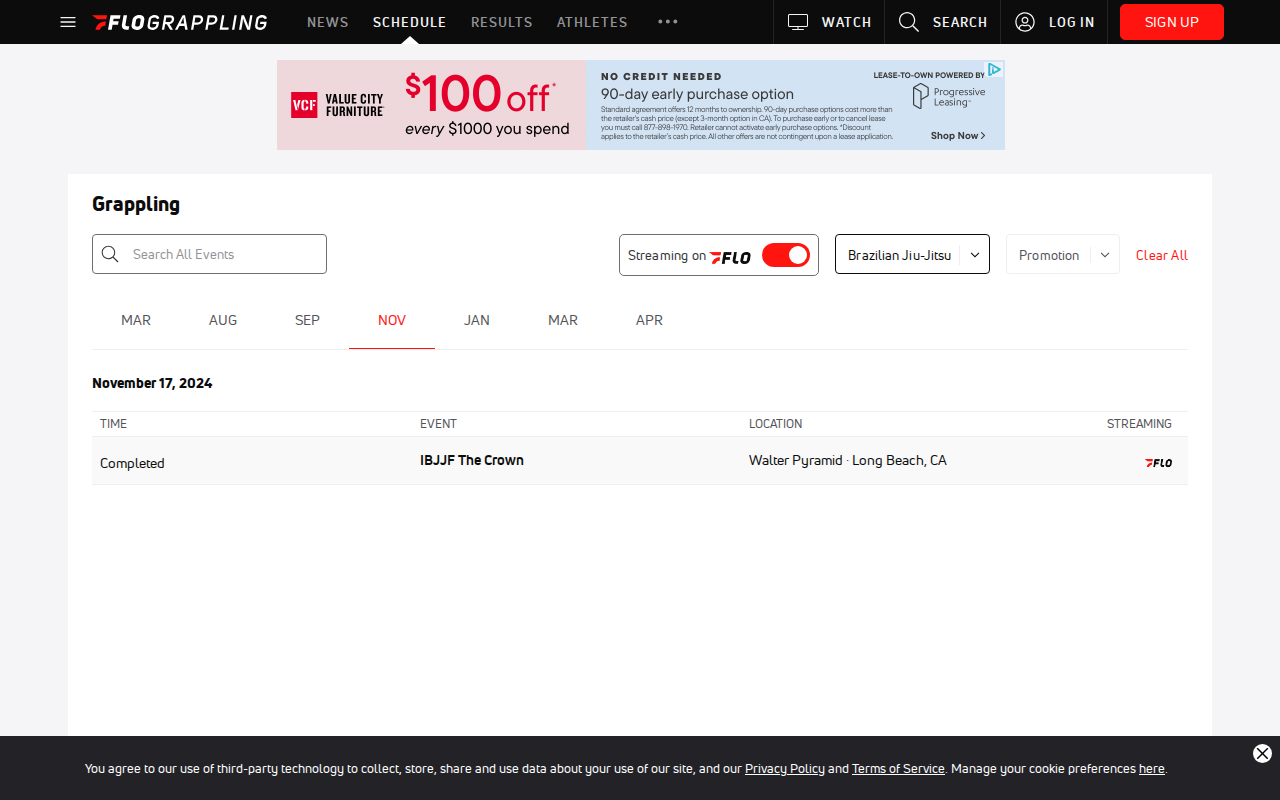 FLOGRAPPLING NEWS SCHEDULE RESULTS ATHLETES WATCH SEARCH LOG IN SIGN UP
VCF VALUE CITY FURNITURE
$100 off*
every $1000 you spend
NO CREDIT NEEDED
90-day early purchase option
Standard agreement offers 12 months to ownership. 90-day purchase options cost more than
the retailer's cash price (except 3-month option in CA). To purchase early or to cancel lease
you must call 877-898-1970. Retailer cannot activate early purchase options. *Discount
applies to the retailer's cash price. All other offers are not contingent upon a lease application.
LEASE-TO-OWN POWERED BY
Progressive
Leasing
Shop Now
Grappling
Search All Events
Streaming on FLO
Brazilian Jiu-Jitsu
Promotion
Clear All
MAR AUG SEP NOV JAN MAR APR
November 17, 2024
TIME EVENT LOCATION STREAMING
Completed IBJJF The Crown Walter Pyramid · Long Beach, CA FLO
You agree to our use of third-party technology to collect, store, share and use data about your use of our site, and our Privacy Policy and Terms of Service. Manage your cookie preferences here.